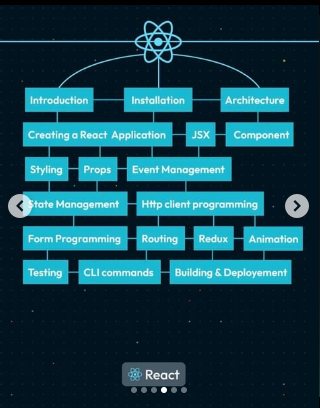 Introduction Installation Architecture
Creating a React Application JSX Component
Styling Props Event Management
State Management Http client programming
Form Programming Routing Redux Animation
Testing CLI commands Building & Deployement
React